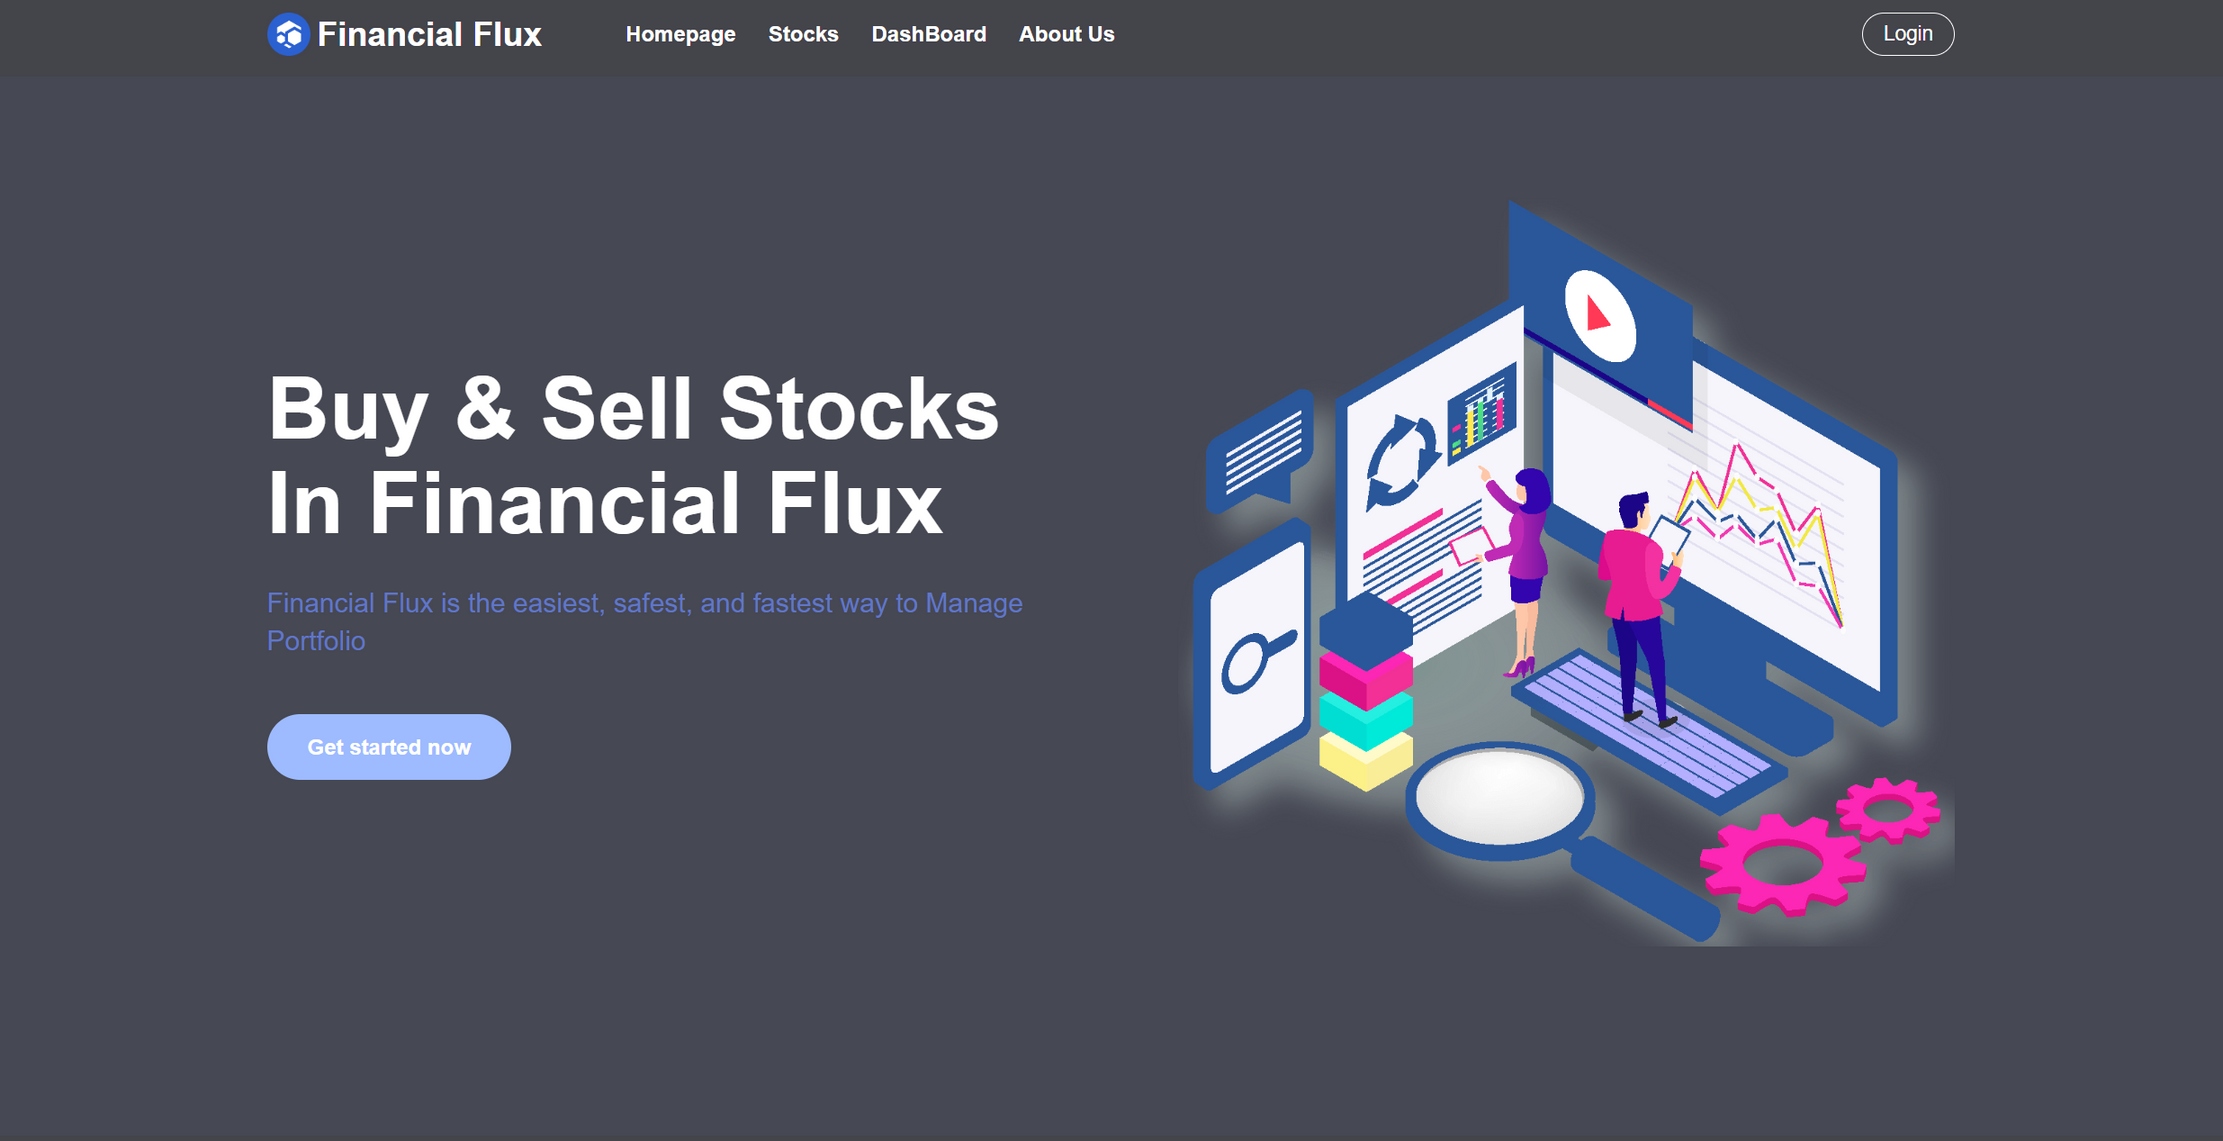 Financial Flux
Homepage
Stocks
DashBoard
About Us
Login
Buy & Sell Stocks
In Financial Flux
Financial Flux is the easiest, safest, and fastest way to Manage
Portfolio
Get started now